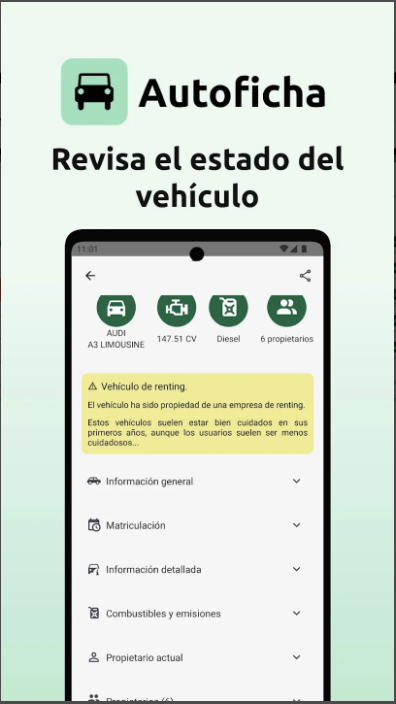 Autoficha
Revisa el estado del
vehículo
11:01
AUDI
A3 LIMOUSINE
147.51 CV
Diesel
6 propietarios
Vehículo de renting.
El vehículo ha sido propiedad de una empresa de renting.
Estos vehículos suelen estar bien cuidados en sus
primeros años, aunque los usuarios suelen ser menos
cuidadosos...
Información general
Matriculación
Información detallada
Combustibles y emisiones
Propietario actual
Propietarios (6)